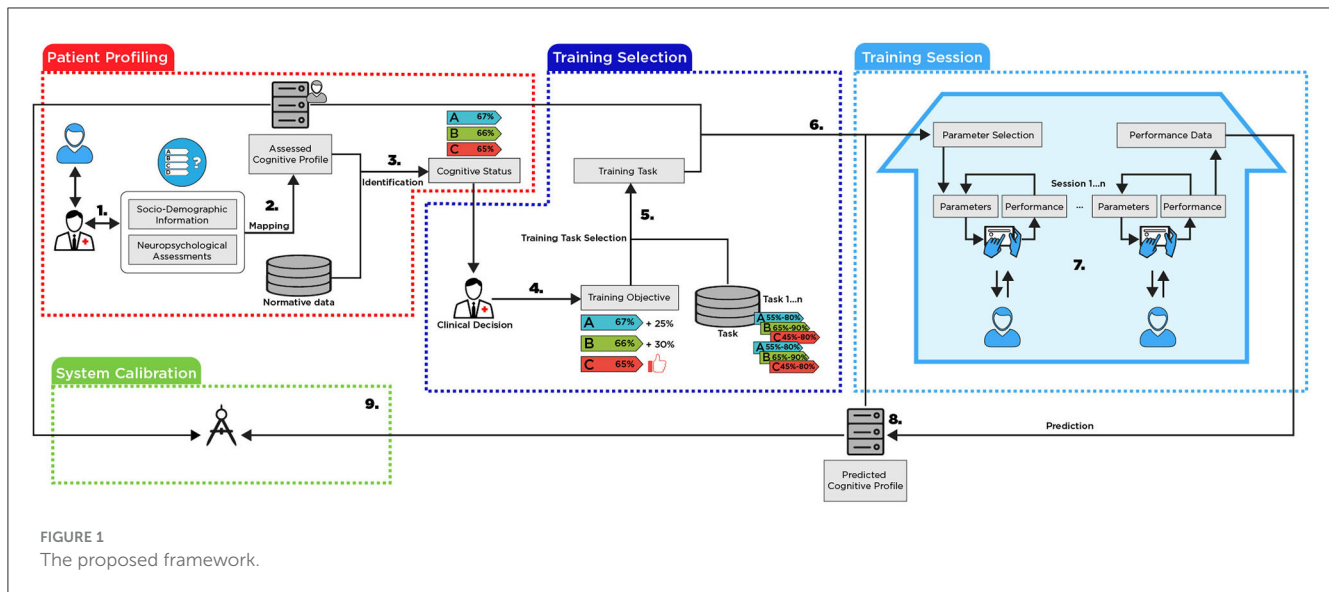 Patient Profiling
Training Selection
Training Session
A 67%
B 66%
C 65%
6.
Parameter Selection
Performance Data
Assessed
Cognitive Profile
3.
Identification
Cognitive Status
Training Task
Session 1...n
Parameters
Performance
...
Parameters
Performance
A
B
C
D
?
1.
Socio-Demographic
Information
Neuropsychological
Assessments
2.
Mapping
5.
Training Task Selection
7.
Normative data
Clinical Decision
4.
Training Objective
A 67% + 25%
B 66% + 30%
C 65%
Task 1...n
Task
A 55%-80%
B 65%-90%
C 45%-80%
A 55%-80%
B 65%-90%
C 45%-80%
System Calibration
9.
8.
Prediction
Predicted
Cognitive Profile
FIGURE 1
The proposed framework.